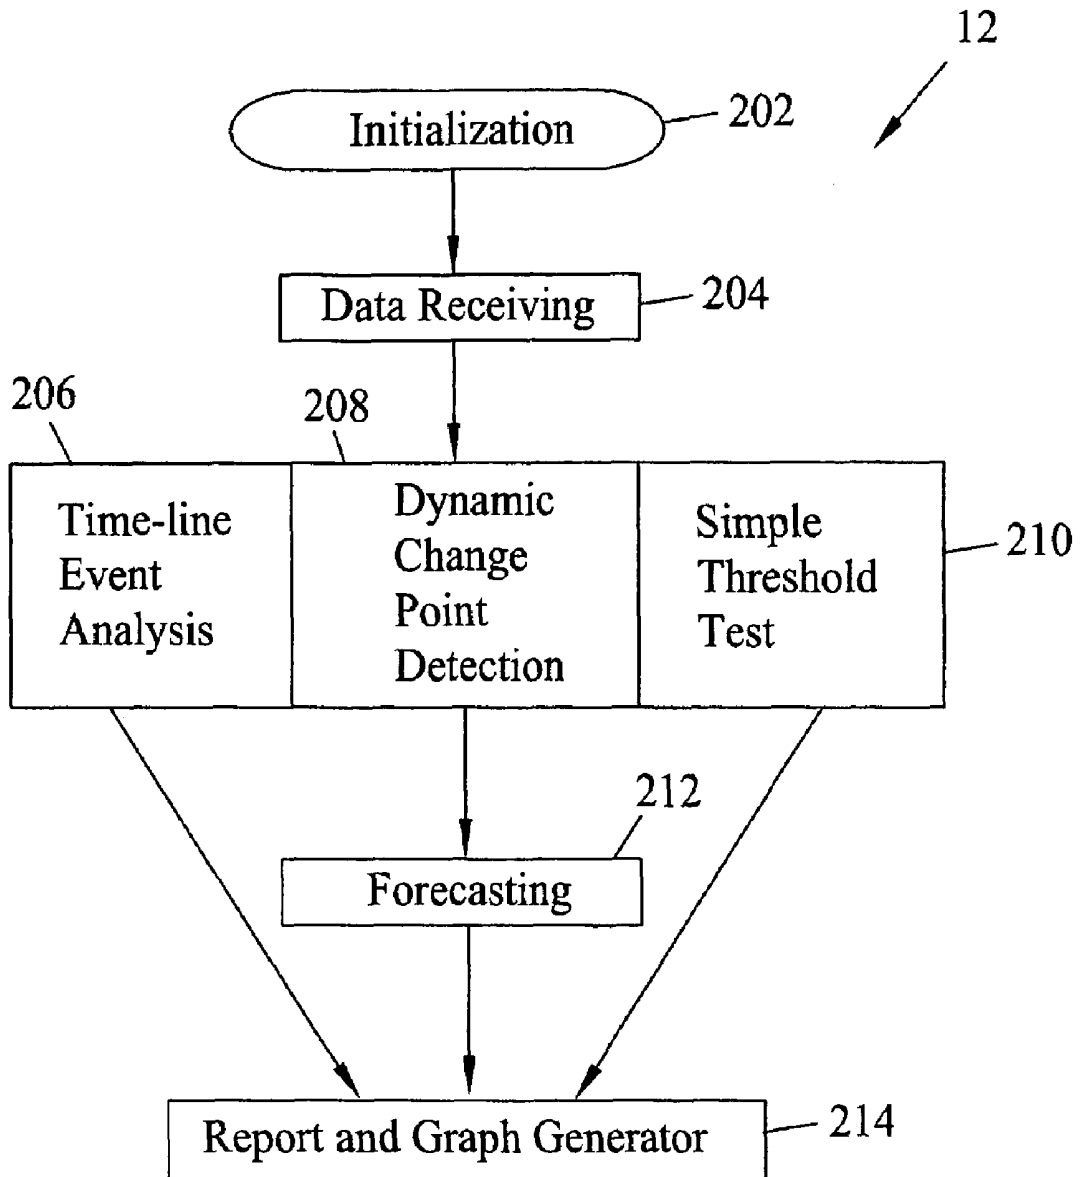 12
Initialization
202
Data Receiving
204
206
208
Time-line
Event
Analysis
Dynamic
Change
Point
Detection
Simple
Threshold
Test
210
212
Forecasting
Report and Graph Generator
214